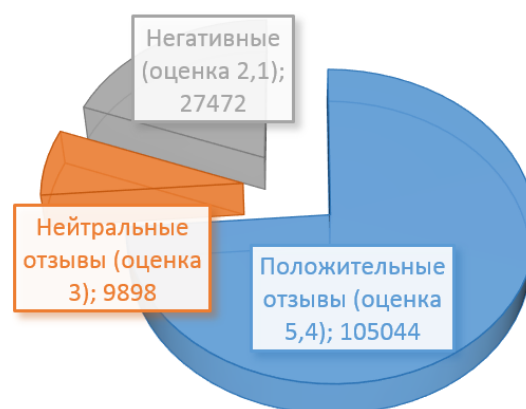 Негативные
(оценка 2,1);
27472
Нейтральные
отзывы (оценка
3); 9898
Положительные
отзывы (оценка
5,4); 105044